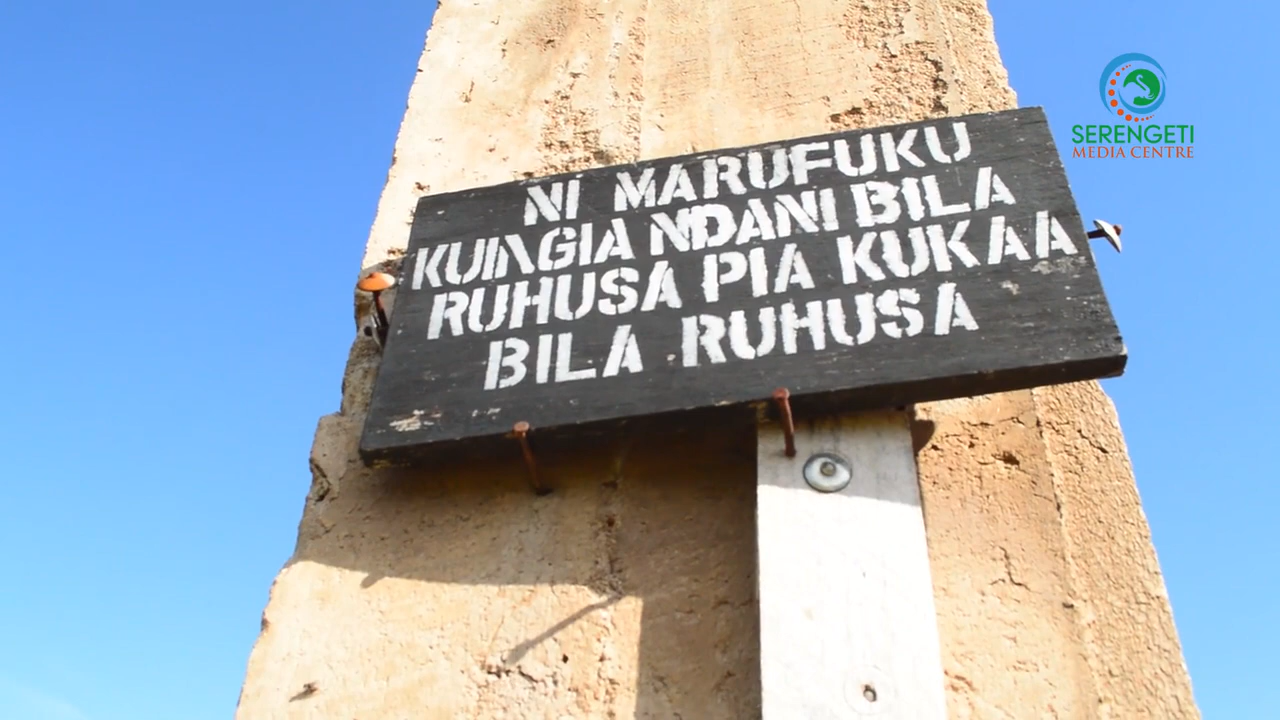 SERENGETI
MEDIA CENTRE
NI MARUFUKU
KUINGIA NDANI BILA
RUHUSA PIA KUKAA
BILA RUHUSA